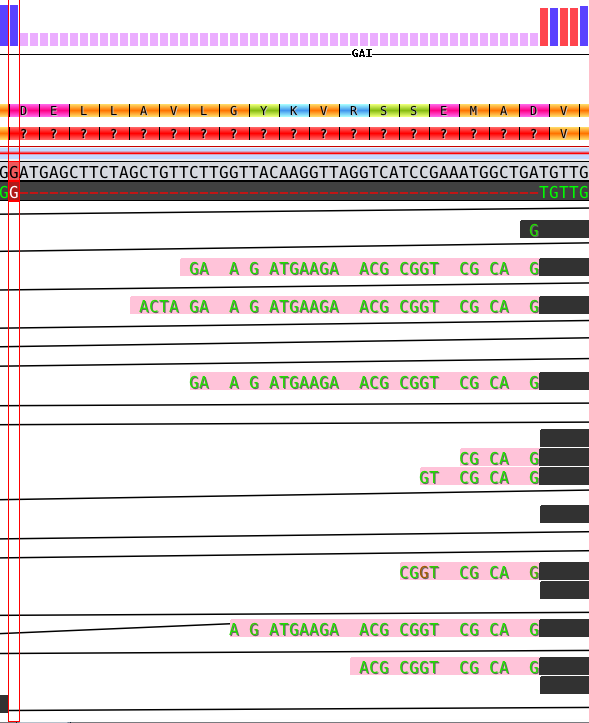 GAI
D E L L A V L G Y K V R S S E M A D V
? ? ? ? ? ? ? ? ? ? ? ? ? ? ? ? ? ? V
GGATGAGCTTCTAGCTGTTCTTGGTTACAAGGTTAGGTCATCCGAAATGGCTGATGTTG
GG----------------------------------------------------TGTTG
G
GA A G ATGAAGA ACG CGGT CG CA G
ACTA GA A G ATGAAGA ACG CGGT CG CA G
GA A G ATGAAGA ACG CGGT CG CA G
CG CA G
GT CG CA G
CGGT CG CA G
A G ATGAAGA ACG CGGT CG CA G
ACG CGGT CG CA G